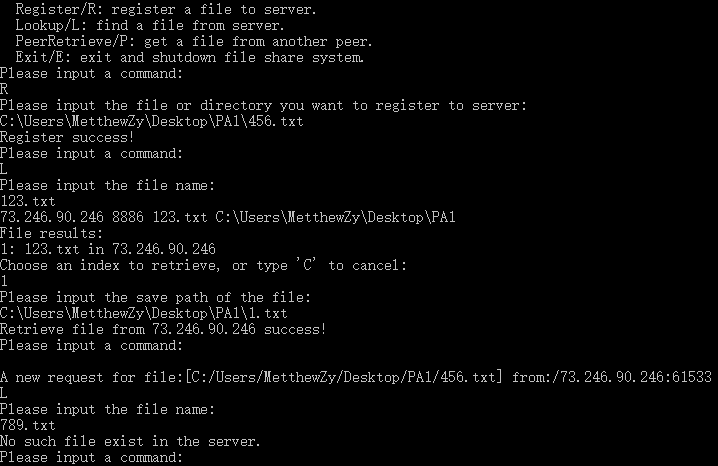 Register/R: register a file to server.
Lookup/L: find a file from server.
PeerRetrieve/P: get a file from another peer.
Exit/E: exit and shutdown file share system.
Please input a command:
R
Please input the file or directory you want to register to server:
C:\Users\MetthewZy\Desktop\PA1\456.txt
Register success!
Please input a command:
L
Please input the file name:
123.txt
73.246.90.246 8886 123.txt C:\Users\MetthewZy\Desktop\PA1
File results:
1: 123.txt in 73.246.90.246
Choose an index to retrieve, or type 'C' to cancel:
1
Please input the save path of the file:
C:\Users\MetthewZy\Desktop\PA1\1.txt
Retrieve file from 73.246.90.246 success!
Please input a command:
A new request for file:[C:/Users/MetthewZy/Desktop/PA1/456.txt] from:/73.246.90.246:61533
L
Please input the file name:
789.txt
No such file exist in the server.
Please input a command: